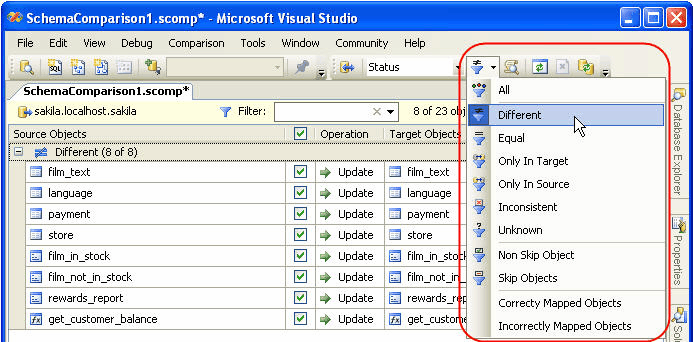 SchemaComparison1.scomp* - Microsoft Visual Studio
File Edit View Debug Comparison Tools Window Community Help
Status
SchemaComparison1.scomp*
All
sakila.localhost.sakila Filter: 8 of 23 obj
Different
Source Objects Operation Target Objects
Equal
Different (8 of 8)
Only In Target
film_text Update film_text
Only In Source
language Update language
Inconsistent
payment Update payment
Unknown
store Update store
Non Skip Object
film_in_stock Update film_in_stock
Skip Objects
film_not_in_stock Update film_not_in_st
rewards_report Update rewards_repo
Correcty Mapped Objects
get_customer_balance Update get_custome
Incorrectly Mapped Objects
Database Explorer
Properties
Sol